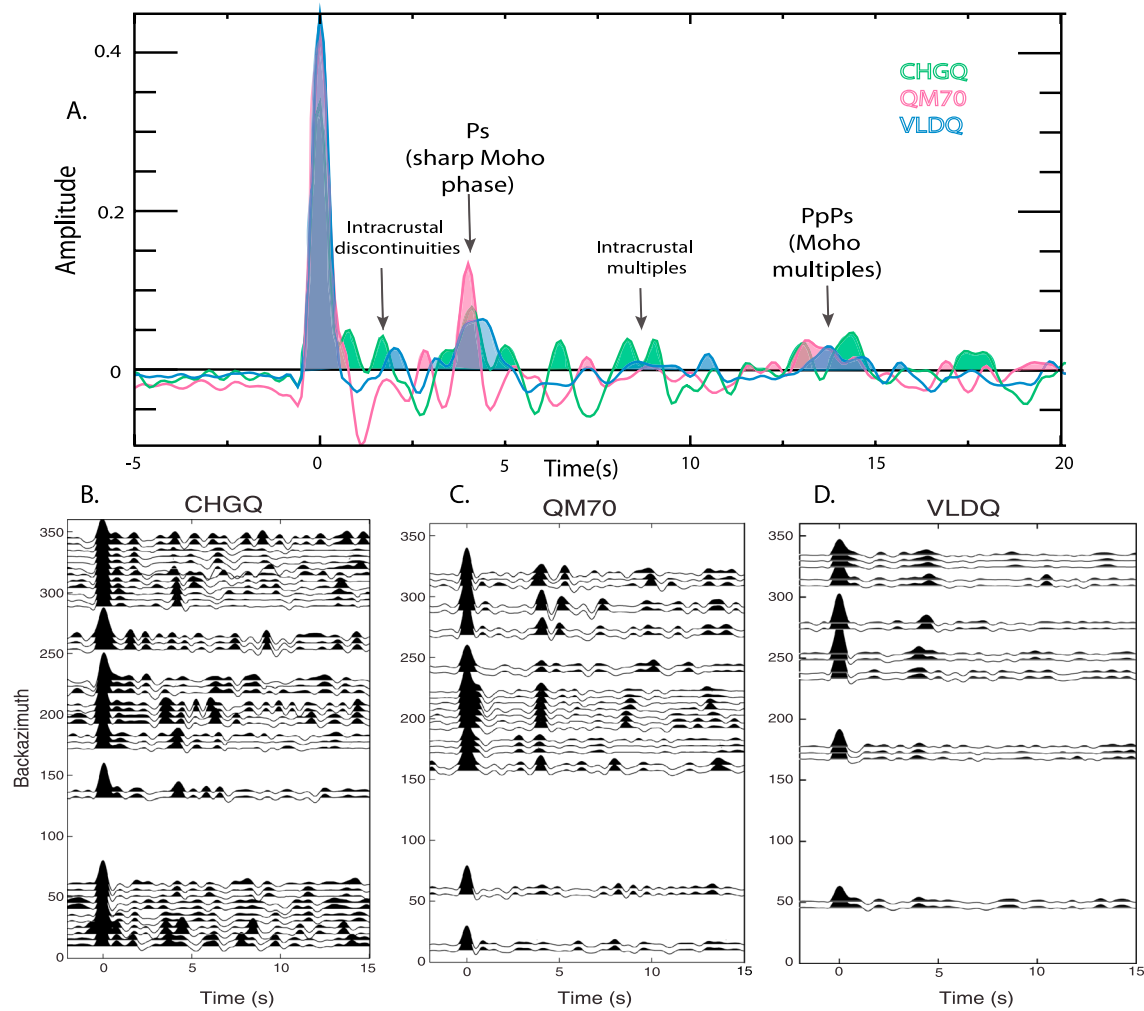 A.
CHGQ
QM70
VLDQ
Ps
(sharp Moho
phase)
Intracrustal
discontinuities
Intracrustal
multiples
PpPs
(Moho
multiples)
Amplitude
0.4
0.2
0
-5
0
5
10
15
20
Time(s)
B.
CHGQ
C.
QM70
D.
VLDQ
Backazimuth
350
300
250
200
150
100
50
0
0
5
10
15
Time (s)
350
300
250
200
150
100
50
0
0
5
10
15
Time (s)
350
300
250
200
150
100
50
0
0
5
10
15
Time (s)